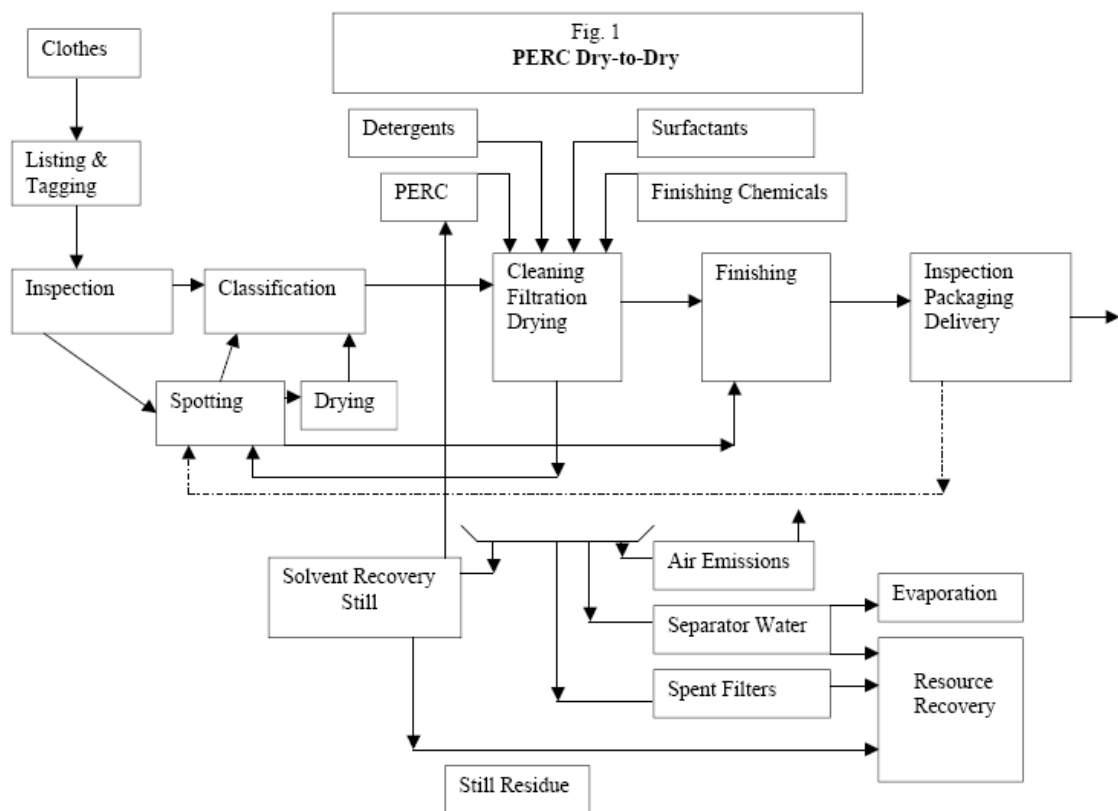 Fig. 1
PERC Dry-to-Dry
Clothes
Detergents
Surfactants
Listing &
Tagging
PERC
Finishing Chemicals
Inspection
Classification
Cleaning
Filtration
Drying
Finishing
Inspection
Packaging
Delivery
Spotting
Drying
Solvent Recovery
Still
Air Emissions
Evaporation
Separator Water
Spent Filters
Resource
Recovery
Still Residue